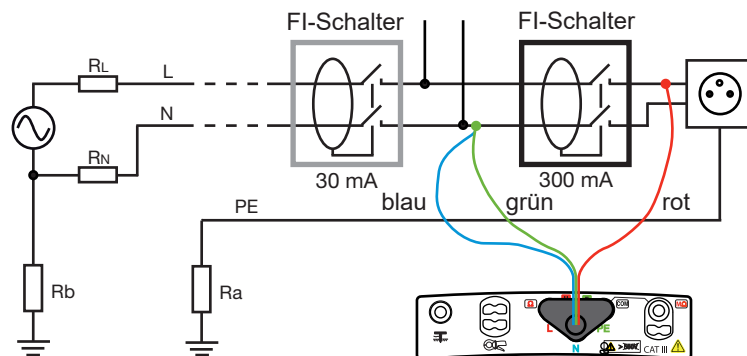 FI-Schalter
FI-Schalter
RL
L
RN
N
30 mA
300 mA
blau
grün
rot
PE
Rb
Ra
Ω
COM
MΩ
L
PE
N
CAT III